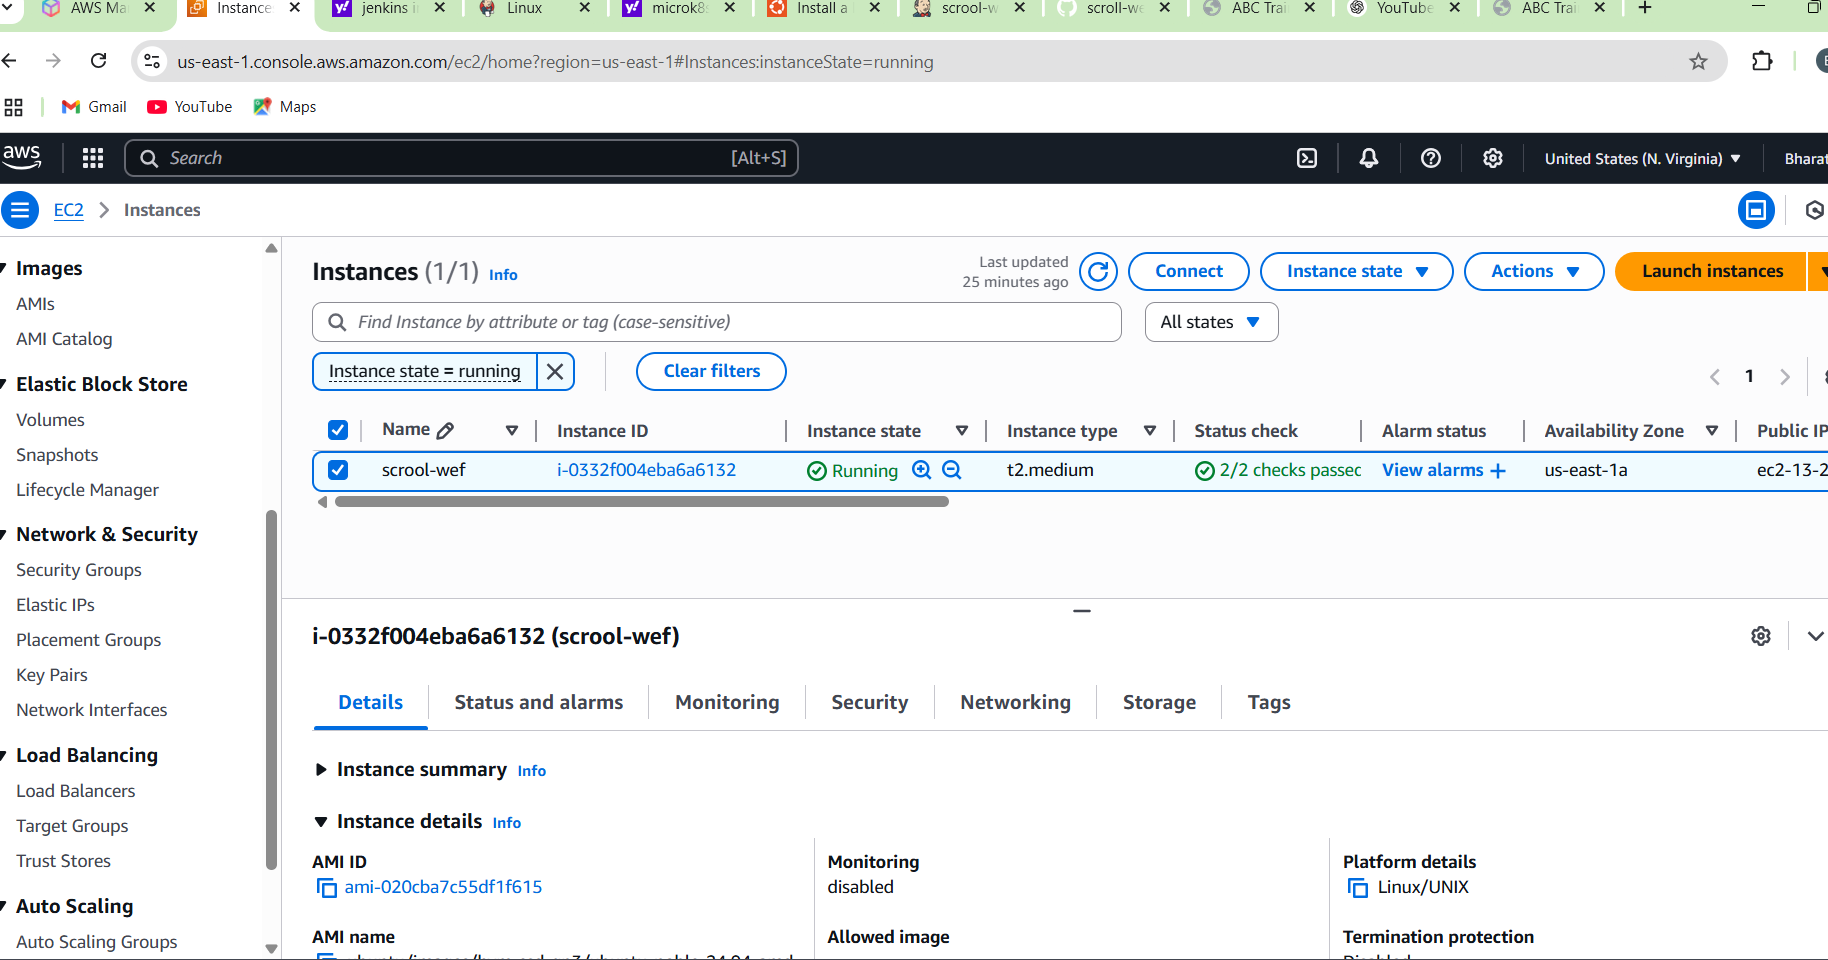 AWS Ma
Instance
jenkins in
Linux
microk8s
Install a
scrool-w
scroll-we
ABC Trai
YouTube
ABC Trai
us-east-1.console.aws.amazon.com/ec2/home?region=us-east-1#Instances:instanceState=running
Gmail YouTube Maps
aws Search [Alt+S] United States (N. Virginia) Bharat
EC2 Instances
Images
AMIs
AMI Catalog
Elastic Block Store
Volumes
Snapshots
Lifecycle Manager
Network & Security
Security Groups
Elastic IPs
Placement Groups
Key Pairs
Network Interfaces
Load Balancing
Load Balancers
Target Groups
Trust Stores
Auto Scaling
Auto Scaling Groups
Instances (1/1) Info
Last updated
25 minutes ago
Connect Instance state Actions Launch instances
Find Instance by attribute or tag (case-sensitive) All states
Instance state = running Clear filters
1
Name Instance ID Instance state Instance type Status check Alarm status Availability Zone Public IP
scrool-wef i-0332f004eba6a6132 Running t2.medium 2/2 checks passec View alarms + us-east-1a ec2-13-2
i-0332f004eba6a6132 (scrool-wef)
Details Status and alarms Monitoring Security Networking Storage Tags
Instance summary Info
Instance details Info
AMI ID
ami-020cba7c55df1f615
Monitoring
disabled
Platform details
Linux/UNIX
AMI name
Allowed image
Termination protection